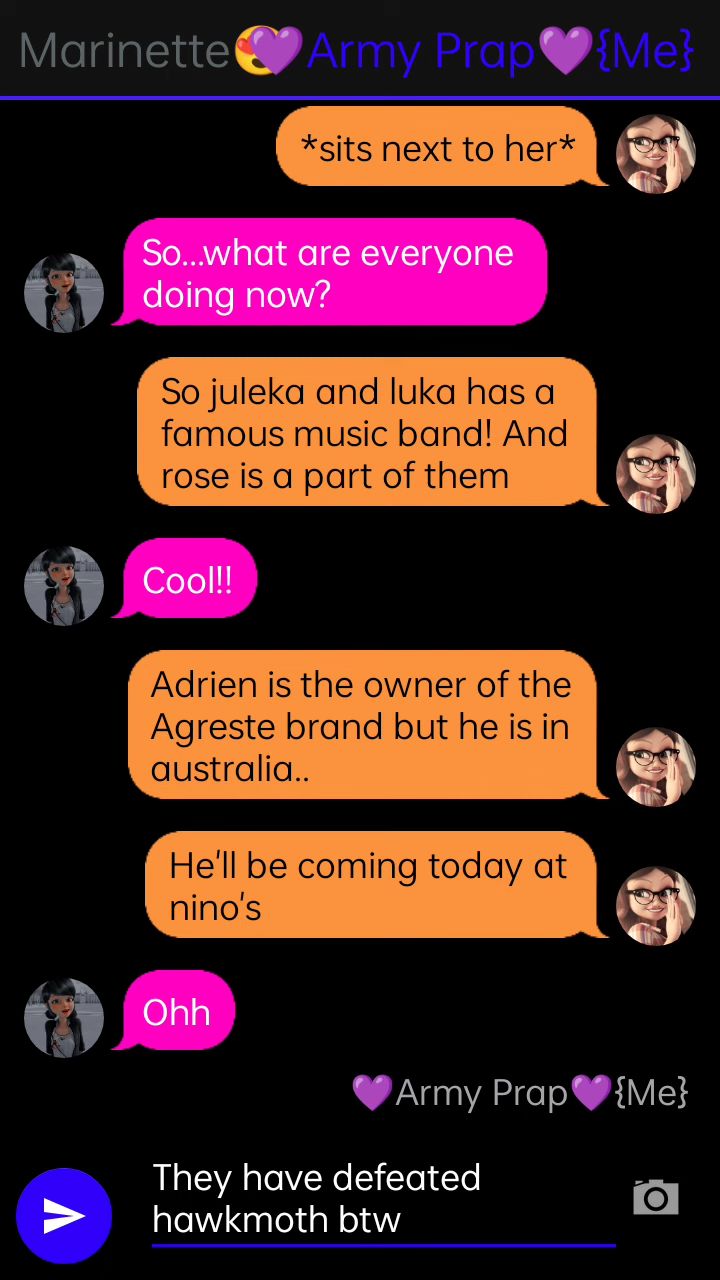 Marinette😍💜Army Prap💜{Me}
*sits next to her*
So...what are everyone
doing now?
So juleka and luka has a
famous music band! And
rose is a part of them
Cool!!
Adrien is the owner of the
Agreste brand but he is in
australia..
He'll be coming today at
nino's
Ohh
💜Army Prap💜{Me}
They have defeated
hawkmoth btw